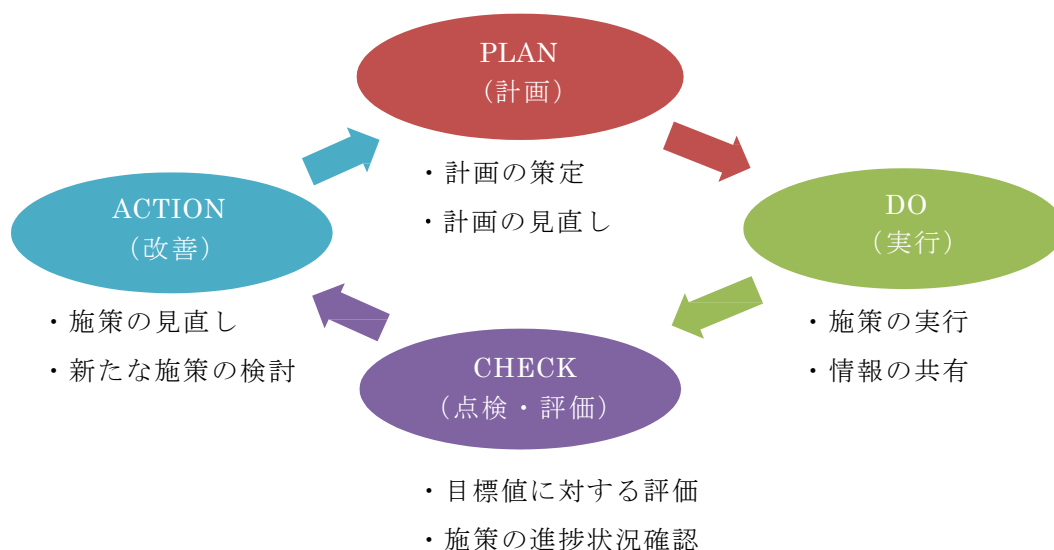 PLAN
（計画）
・計画の策定
・計画の見直し
DO
（実行）
・施策の実行
・情報の共有
CHECK
（点検・評価）
・目標値に対する評価
・施策の進捗状況確認
ACTION
（改善）
・施策の見直し
・新たな施策の検討